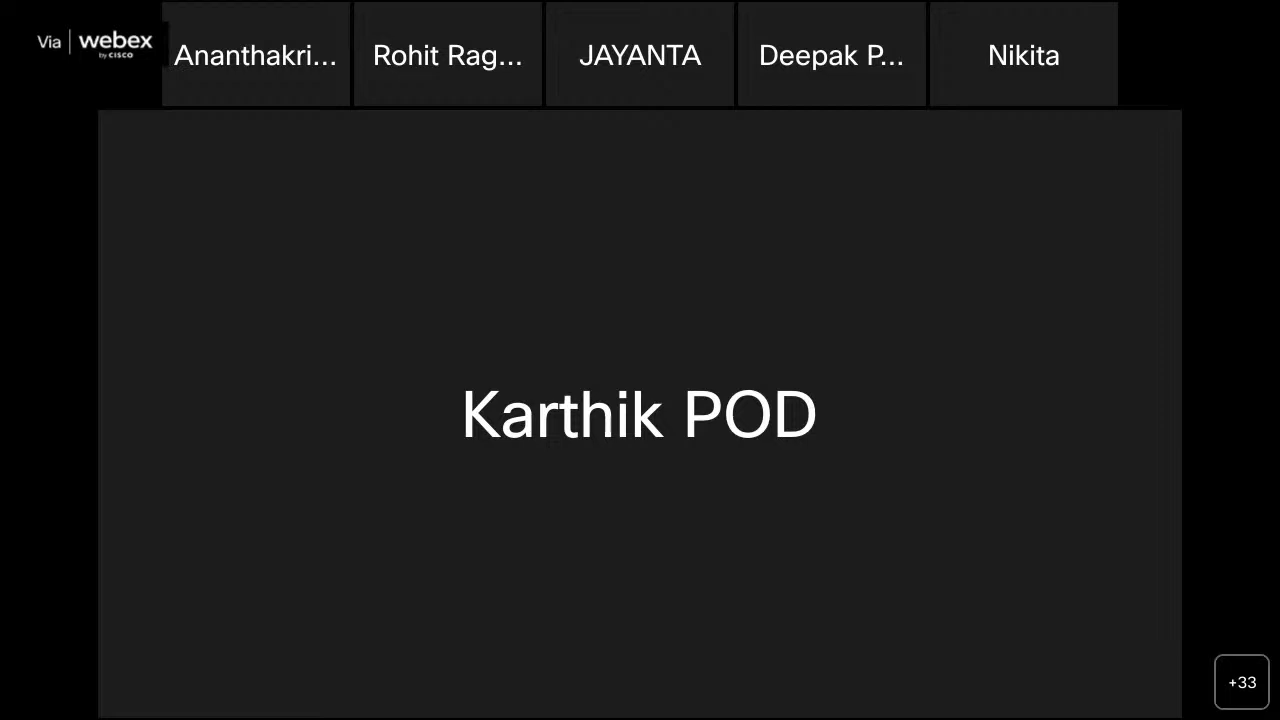 Via | webex
by CISCO
Ananthakri...
Rohit Rag...
JAYANTA
Deepak P...
Nikita
Karthik POD
+33